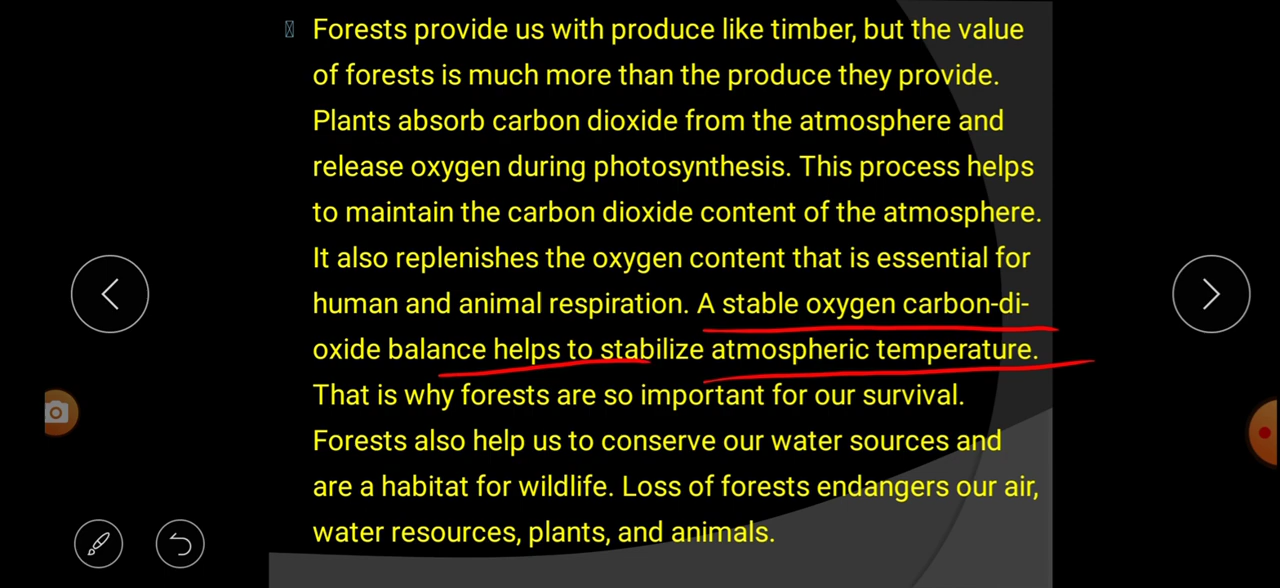 Forests provide us with produce like timber, but the value
of forests is much more than the produce they provide.
Plants absorb carbon dioxide from the atmosphere and
release oxygen during photosynthesis. This process helps
to maintain the carbon dioxide content of the atmosphere.
It also replenishes the oxygen content that is essential for
human and animal respiration. A stable oxygen carbon-di-
oxide balance helps to stabilize atmospheric temperature.
That is why forests are so important for our survival.
Forests also help us to conserve our water sources and
are a habitat for wildlife. Loss of forests endangers our air,
water resources, plants, and animals.